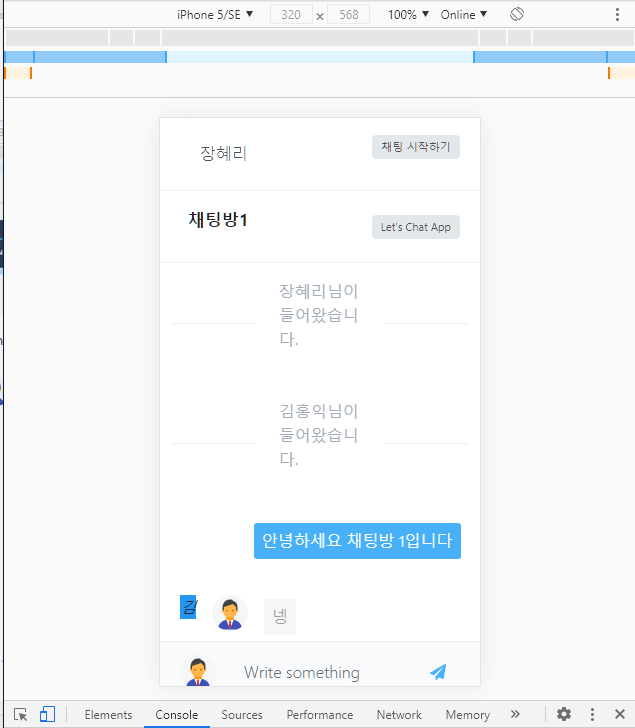 iPhone 5/SE ▼ 320 × 568 100% ▼ Online ▼
장혜리
채팅 시작하기
채팅방1
Let's Chat App
장혜리님이
들어왔습니
다.
김홍익님이
들어왔습니
다.
안녕하세요 채팅방 1입니다
김
넹
Write something
Elements Console Sources Performance Network Memory »